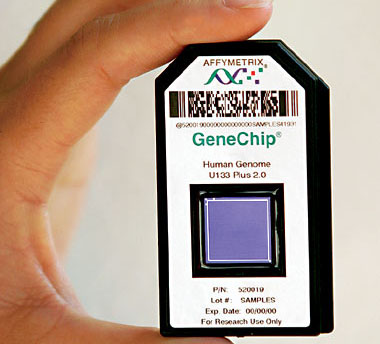 AFFYMETRIX
GeneChip®
Human Genome
U133 Plus 2.0
P/N: 520019
Lot #: SAMPLES
Exp. Date: 00/00/00
For Research Use Only